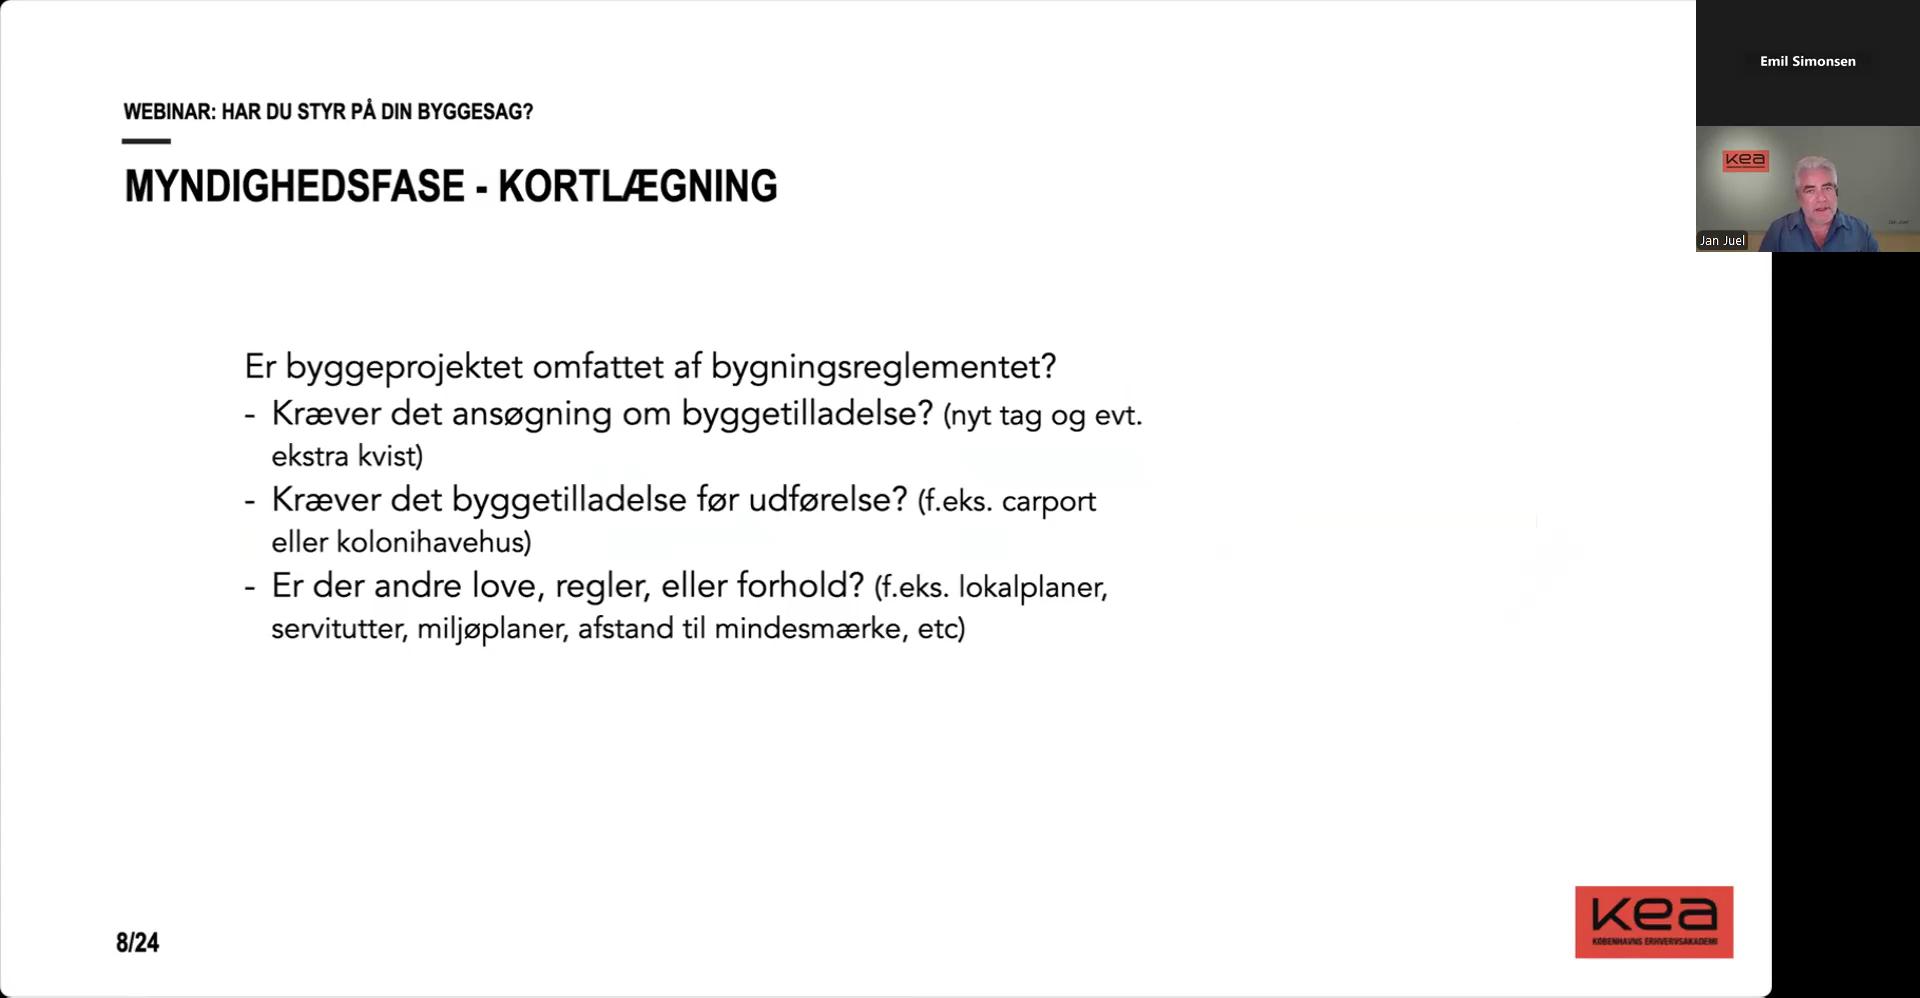 WEBINAR: HAR DU STYR PÅ DIN BYGGESAG?
MYNDIGHEDSFASE - KORTLÆGNING
Er byggeprojektet omfattet af bygningsreglementet?
- Kræver det ansøgning om byggetilladelse? (nyt tag og evt.
ekstra kvist)
- Kræver det byggetilladelse før udførelse? (f.eks. carport
eller kolonihavehus)
- Er der andre love, regler, eller forhold? (f.eks. lokalplaner,
servitutter, miljøplaner, afstand til mindesmærke, etc)
8/24
kea
KØBENHAVNS ERHVERVSAKADEMI
Emil Simonsen
kea
Jan Juel
Jan Juel